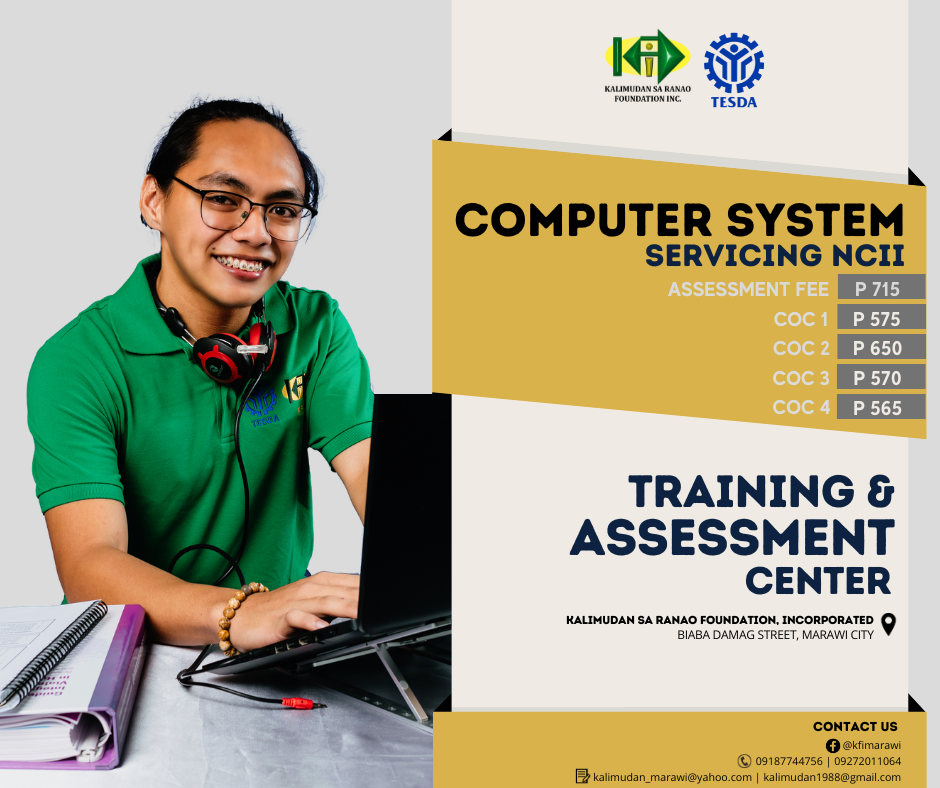 KALIMUDAN SA RANAO
FOUNDATION INC.
TESDA
COMPUTER SYSTEM
SERVICING NCII
ASSESSMENT FEE P 715
COC 1 P 575
COC 2 P 650
COC 3 P 570
COC 4 P 565
TESDA
TRAINING &
ASSESSMENT
CENTER
KALIMUDAN SA RANAO FOUNDATION, INCORPORATED
BIABA DAMAG STREET, MARAWI CITY
CONTACT US
@kfimarawi
09187744756 | 09272011064
kalimudan_marawi@yahoo.com | kalimudan1988@gmail.com